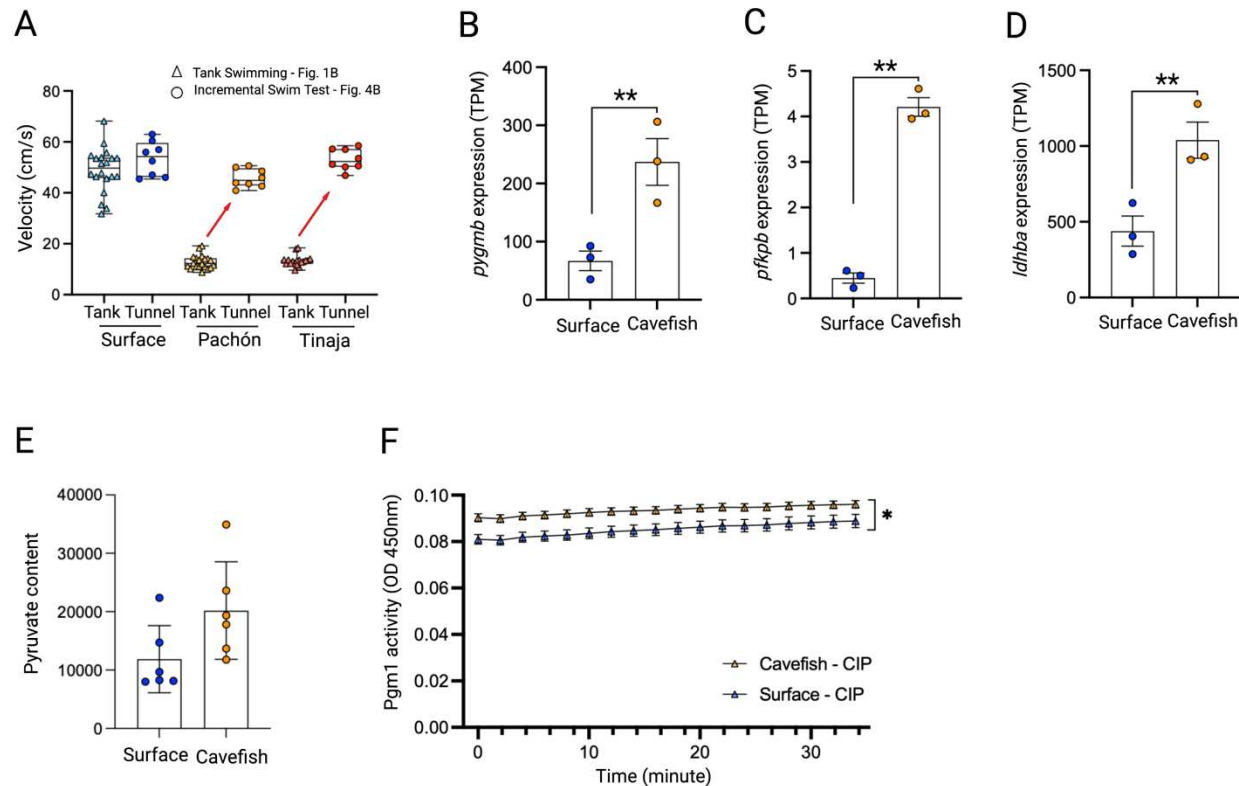 A
△ Tank Swimming - Fig. 1B
○ Incremental Swim Test - Fig. 4B
Velocity (cm/s)
80
60
40
20
0
Tank Tunnel Tank Tunnel Tank Tunnel
Surface Pachón Tinaja
B
pygmb expression (TPM)
400
300
200
100
0
**
Surface Cavefish
C
pfkpb expression (TPM)
5
4
3
2
1
0
**
Surface Cavefish
D
ldhba expression (TPM)
1500
1000
500
0
**
Surface Cavefish
E
Pyruvate content
40000
30000
20000
10000
0
Surface Cavefish
F
Pgm1 activity (OD 450nm)
0.10
0.08
0.06
0.04
0.02
0.00
*
Cavefish - CIP
Surface - CIP
0 10 20 30
Time (minute)